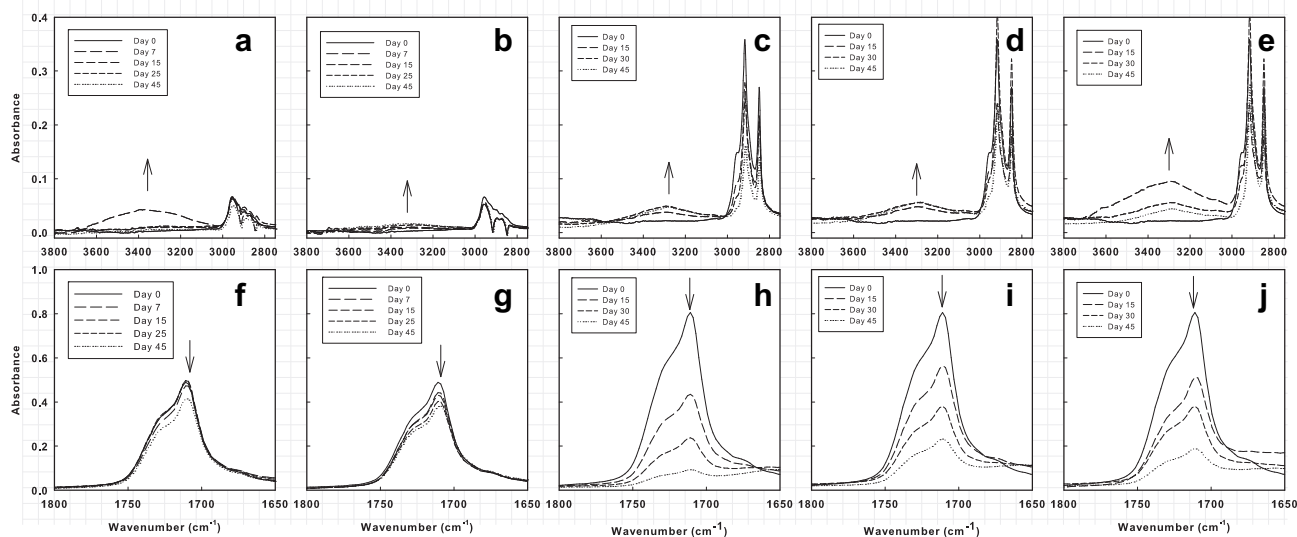 a
b
c
d
e
Absorbance
0.4
0.3
0.2
0.1
0.0
Day 0
Day 7
Day 15
Day 25
Day 45
Day 0
Day 7
Day 15
Day 25
Day 45
Day 0
Day 15
Day 30
Day 45
Day 0
Day 15
Day 30
Day 45
Day 0
Day 15
Day 30
Day 45
3800 3600 3400 3200 3000 2800
3800 3600 3400 3200 3000 2800
3800 3600 3400 3200 3000 2800
3800 3600 3400 3200 3000 2800
3800 3600 3400 3200 3000 2800
f
g
h
i
j
Absorbance
1.0
0.8
0.6
0.4
0.2
0.0
Day 0
Day 7
Day 15
Day 25
Day 45
Day 0
Day 7
Day 15
Day 25
Day 45
Day 0
Day 15
Day 30
Day 45
Day 0
Day 15
Day 30
Day 45
Day 0
Day 15
Day 30
Day 45
1800 1750 1700 1650
1800 1750 1700 1650
1800 1750 1700 1650
1800 1750 1700 1650
1800 1750 1700 1650
Wavenumber (cm⁻¹)
Wavenumber (cm⁻¹)
Wavenumber (cm⁻¹)
Wavenumber (cm⁻¹)
Wavenumber (cm⁻¹)